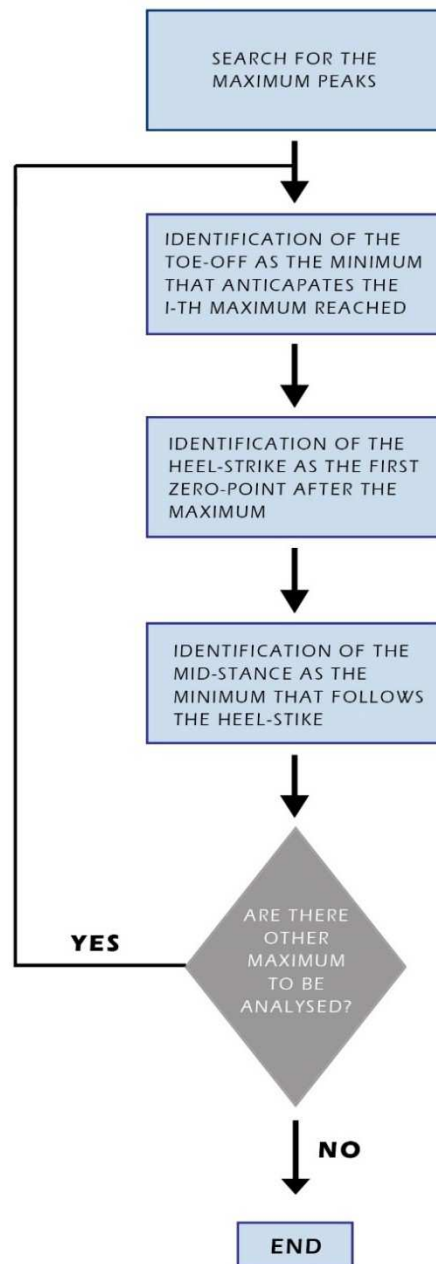 SEARCH FOR THE
MAXIMUM PEAKS
IDENTIFICATION OF THE
TOE-OFF AS THE MINIMUM
THAT ANTICAPATES THE
I-TH MAXIMUM REACHED
IDENTIFICATION OF THE
HEEL-STRIKE AS THE FIRST
ZERO-POINT AFTER THE
MAXIMUM
IDENTIFICATION OF THE
MID-STANCE AS THE
MINIMUM THAT FOLLOWS
THE HEEL-STIKE
ARE THERE
OTHER
MAXIMUM
TO BE
ANALYSED?
YES
NO
END